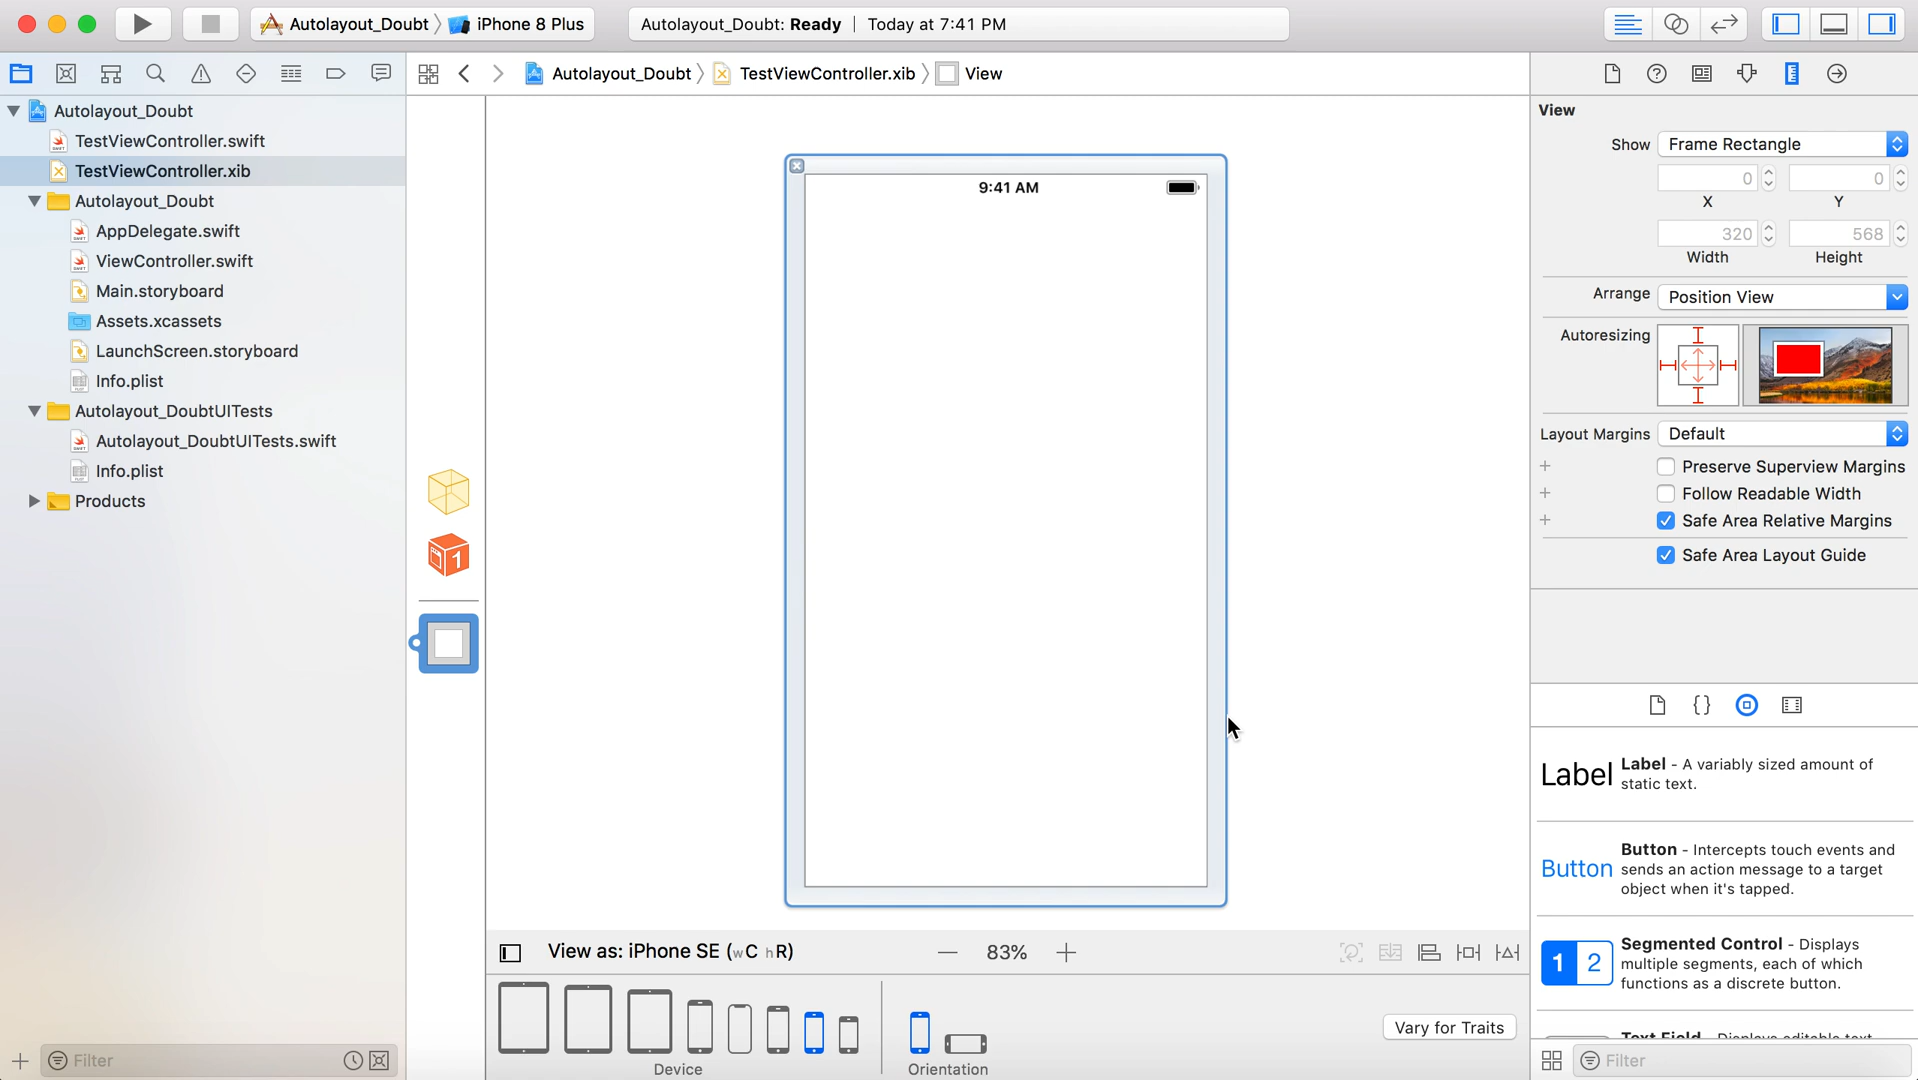 Autolayout_Doubt
iPhone 8 Plus
Autolayout_Doubt: Ready | Today at 7:41 PM
Autolayout_Doubt
TestViewController.xib
View
Autolayout_Doubt
TestViewController.swift
TestViewController.xib
Autolayout_Doubt
AppDelegate.swift
ViewController.swift
Main.storyboard
Assets.xcassets
LaunchScreen.storyboard
Info.plist
Autolayout_DoubtUITests
Autolayout_DoubtUITests.swift
Info.plist
Products
Filter
1
9:41 AM
View as: iPhone SE (wC hR)
83%
Device
Orientation
Vary for Traits
View
Show Frame Rectangle
0 0
X Y
320 568
Width Height
Arrange Position View
Autoresizing
Layout Margins Default
Preserve Superview Margins
Follow Readable Width
Safe Area Relative Margins
Safe Area Layout Guide
{}
Label
Label - A variably sized amount of
static text.
Button
Button - Intercepts touch events and
sends an action message to a target
object when it's tapped.
1 2
Segmented Control - Displays
multiple segments, each of which
functions as a discrete button.
Text Field - Displays editable text
Filter